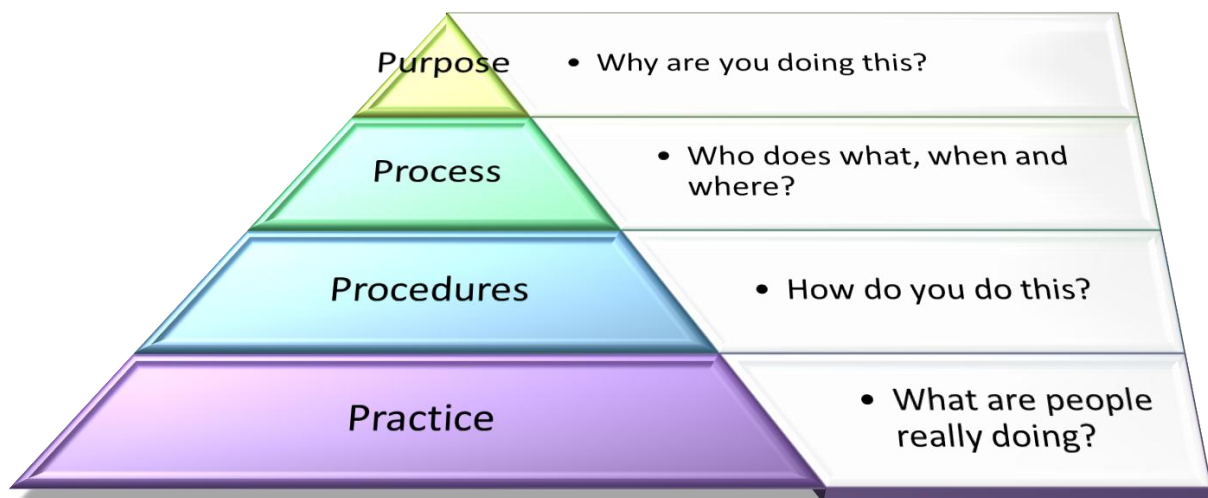 Purpose
• Why are you doing this?
Process
• Who does what, when and
where?
Procedures
• How do you do this?
Practice
• What are people
really doing?